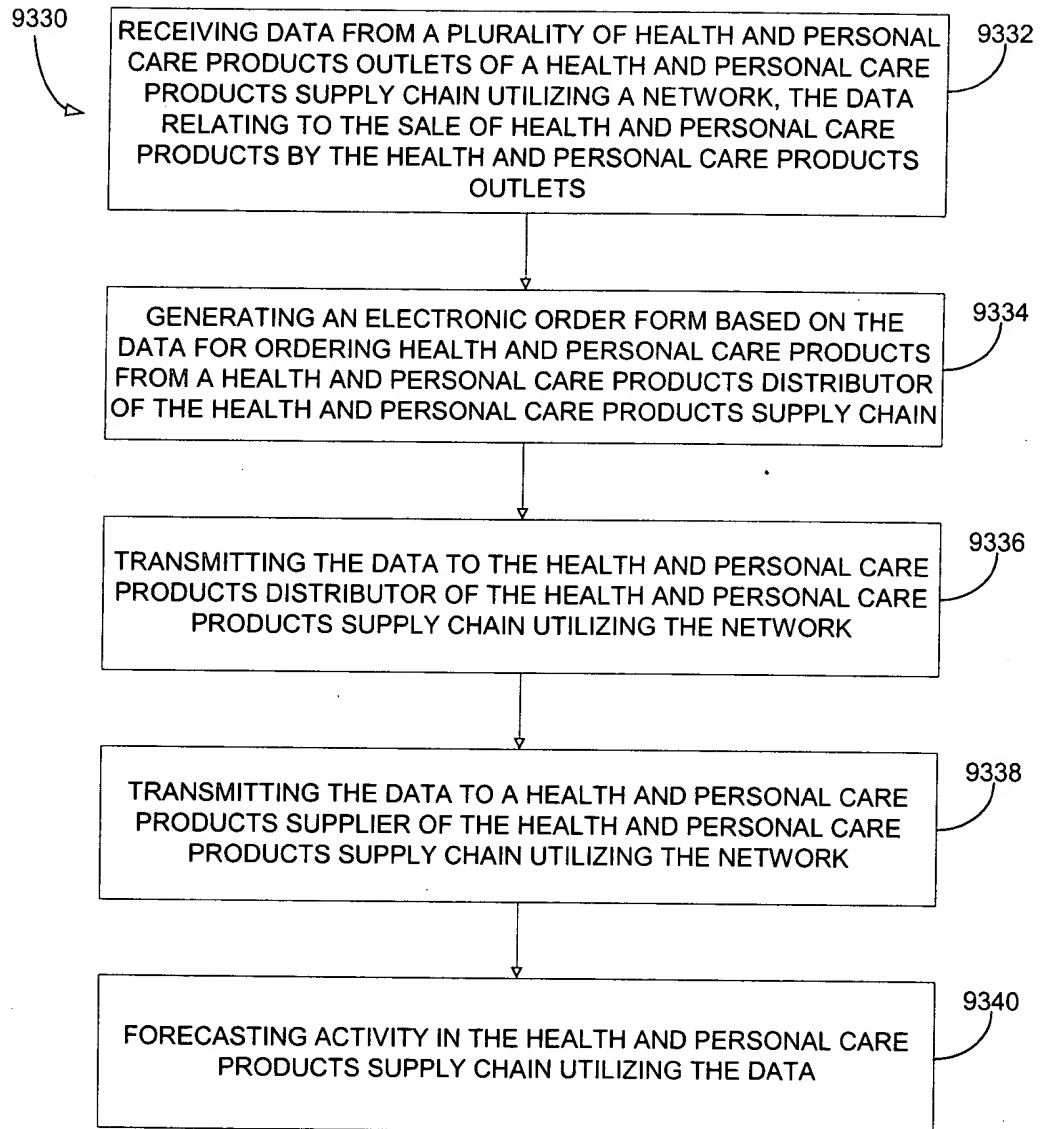 9330
RECEIVING DATA FROM A PLURALITY OF HEALTH AND PERSONAL
CARE PRODUCTS OUTLETS OF A HEALTH AND PERSONAL CARE
PRODUCTS SUPPLY CHAIN UTILIZING A NETWORK, THE DATA
RELATING TO THE SALE OF HEALTH AND PERSONAL CARE
PRODUCTS BY THE HEALTH AND PERSONAL CARE PRODUCTS
OUTLETS
9332
GENERATING AN ELECTRONIC ORDER FORM BASED ON THE
DATA FOR ORDERING HEALTH AND PERSONAL CARE PRODUCTS
FROM A HEALTH AND PERSONAL CARE PRODUCTS DISTRIBUTOR
OF THE HEALTH AND PERSONAL CARE PRODUCTS SUPPLY CHAIN
9334
TRANSMITTING THE DATA TO THE HEALTH AND PERSONAL CARE
PRODUCTS DISTRIBUTOR OF THE HEALTH AND PERSONAL CARE
PRODUCTS SUPPLY CHAIN UTILIZING THE NETWORK
9336
TRANSMITTING THE DATA TO A HEALTH AND PERSONAL CARE
PRODUCTS SUPPLIER OF THE HEALTH AND PERSONAL CARE
PRODUCTS SUPPLY CHAIN UTILIZING THE NETWORK
9338
FORECASTING ACTIVITY IN THE HEALTH AND PERSONAL CARE
PRODUCTS SUPPLY CHAIN UTILIZING THE DATA
9340